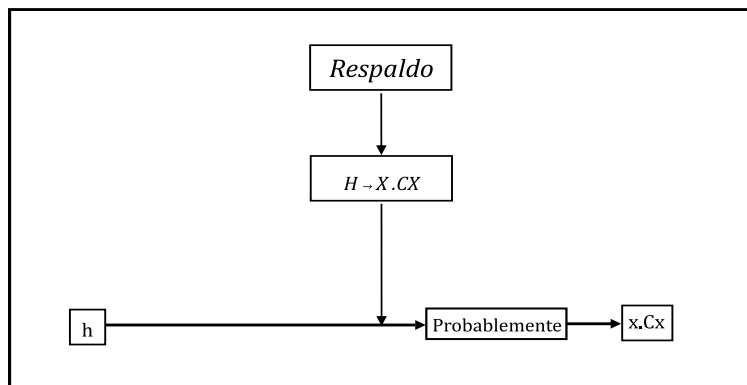 Respaldo
H → X .CX
h
Probablemente
x.Cx